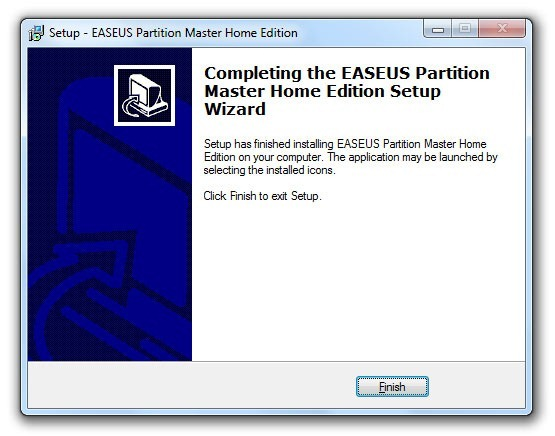 Setup - EASEUS Partition Master Home Edition
Completing the EASEUS Partition
Master Home Edition Setup
Wizard
Setup has finished installing EASEUS Partition Master Home
Edition on your computer. The application may be launched by
selecting the installed icons.
Click Finish to exit Setup.
Finish